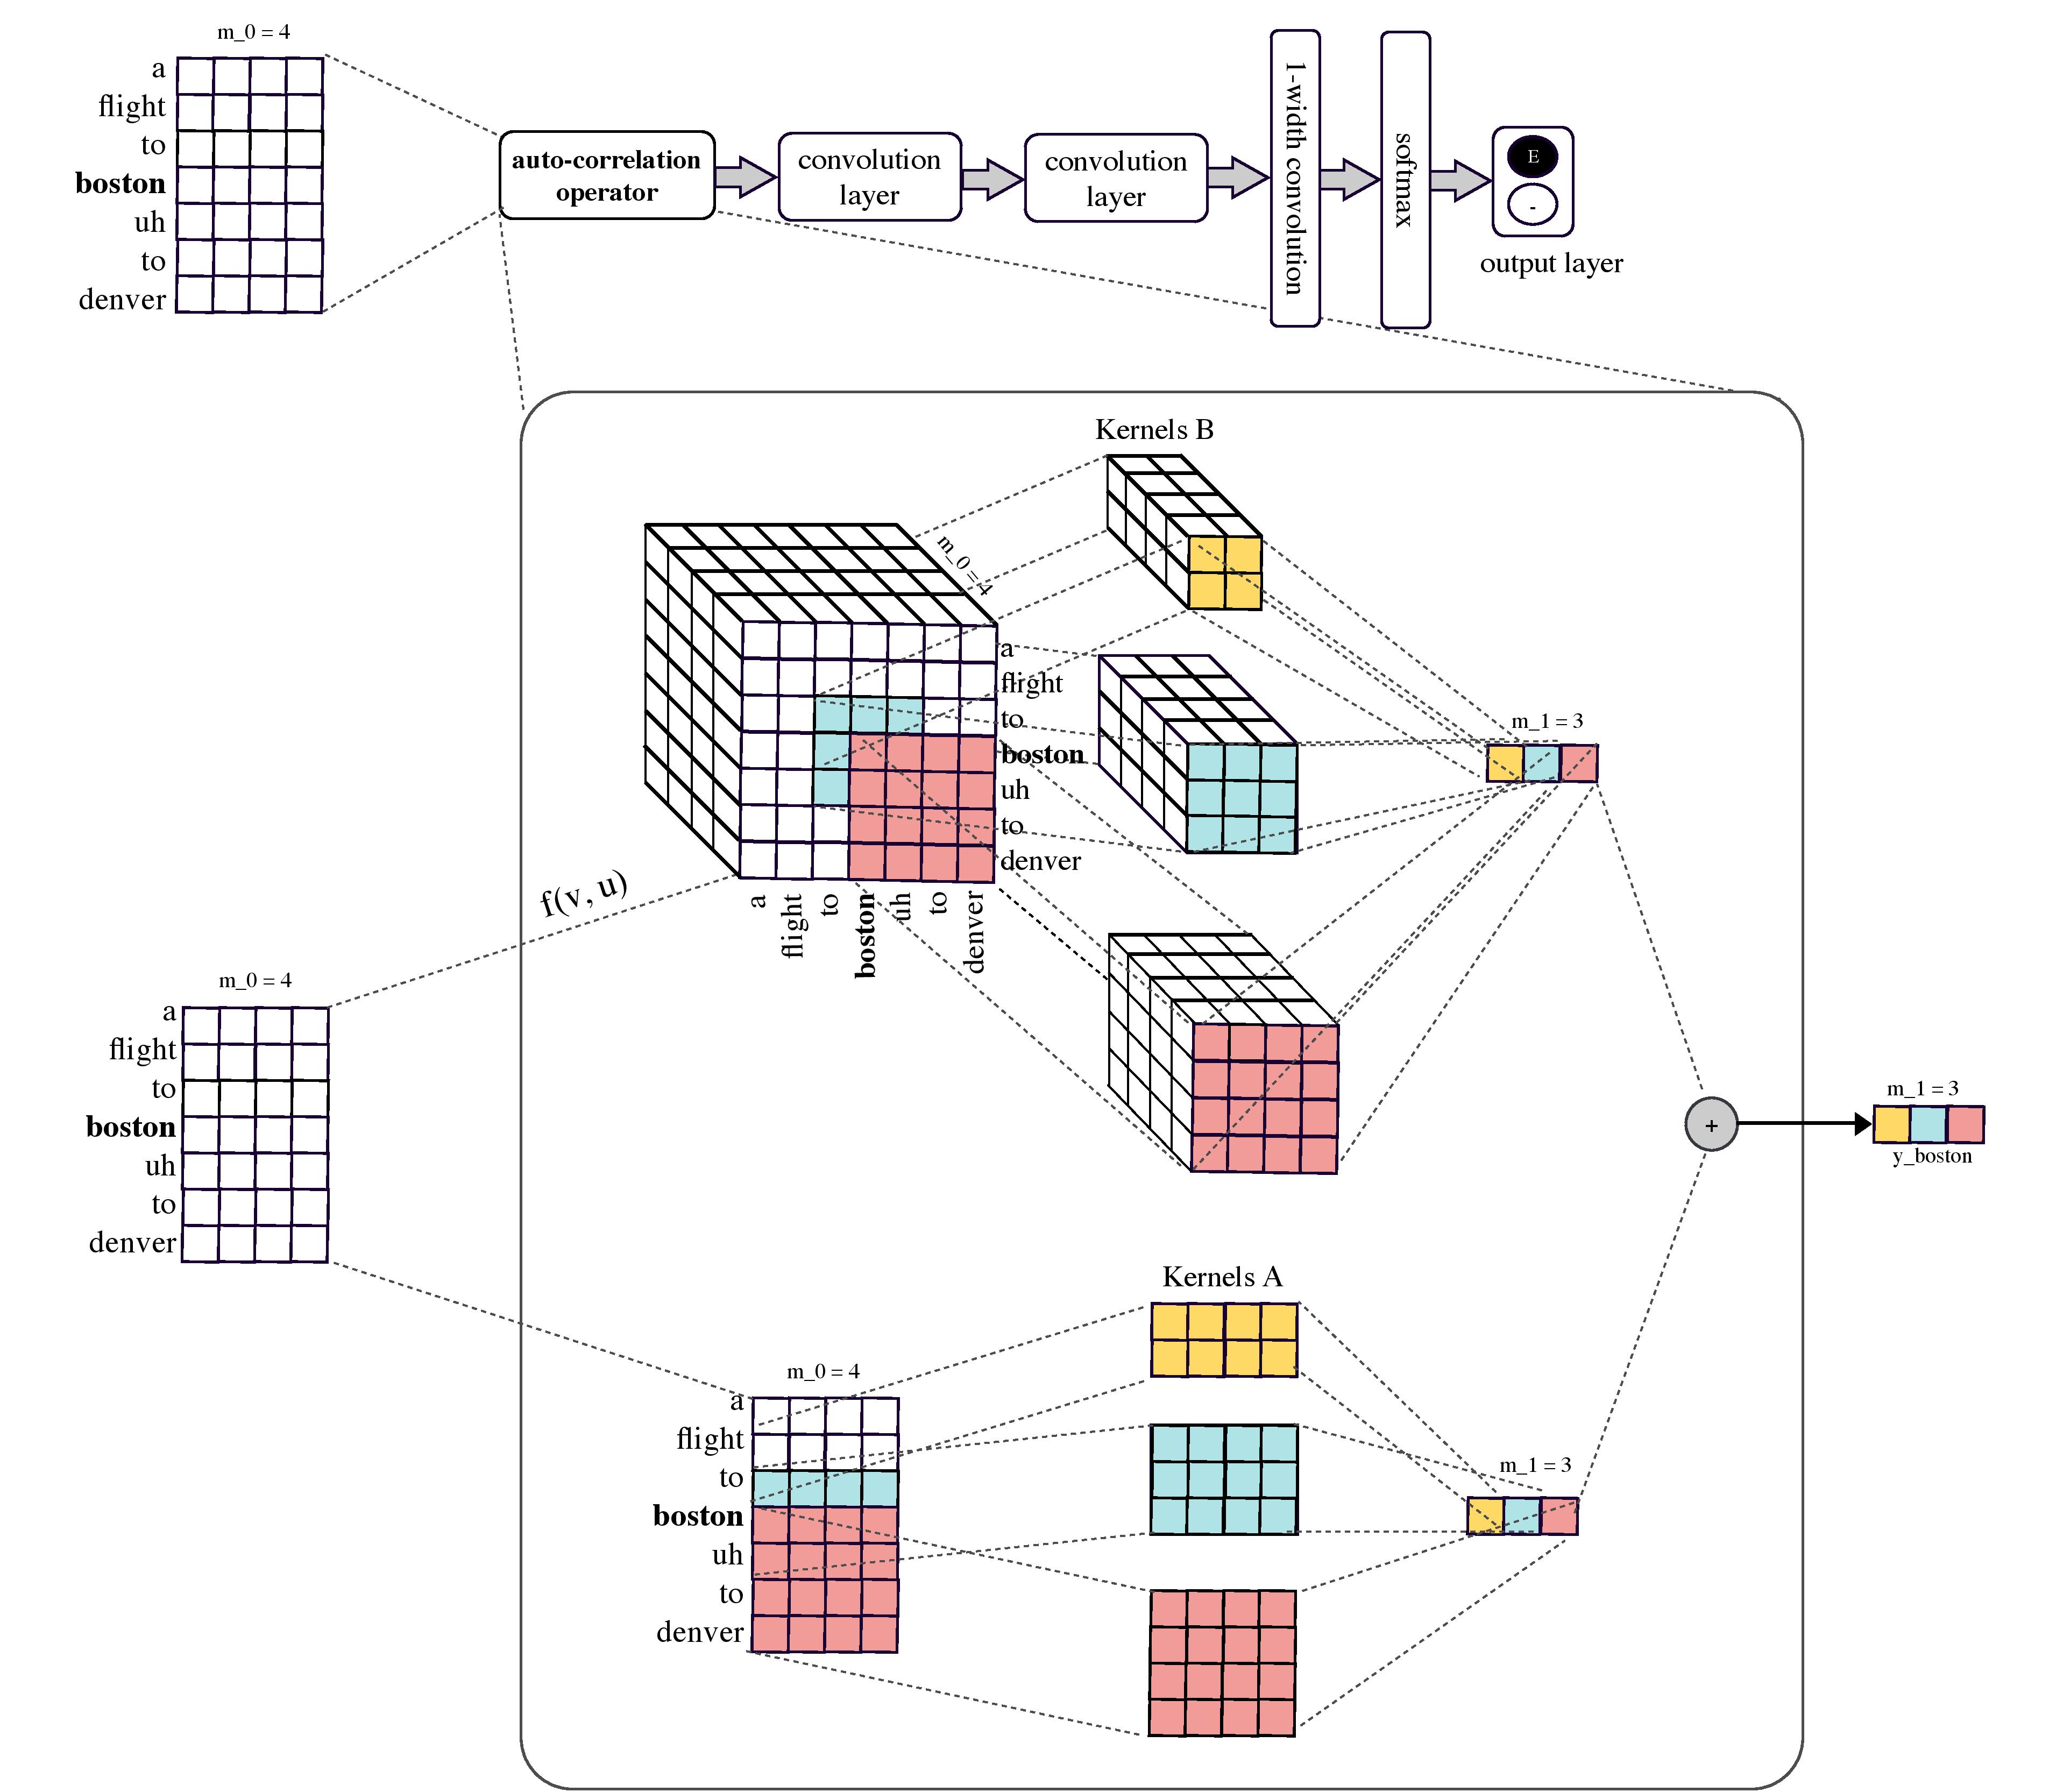 m_0 = 4
a
flight
to
boston
uh
to
denver
auto-correlation
operator
convolution
layer
convolution
layer
1-width convolution
softmax
E
-
output layer
Kernels B
m_0 = 4
a
flight
to
boston
uh
to
denver
a
flight
to
boston
uh
to
denver
m_1 = 3
f(v, u)
m_0 = 4
a
flight
to
boston
uh
to
denver
+
m_1 = 3
y_boston
Kernels A
m_0 = 4
a
flight
to
boston
uh
to
denver
m_1 = 3